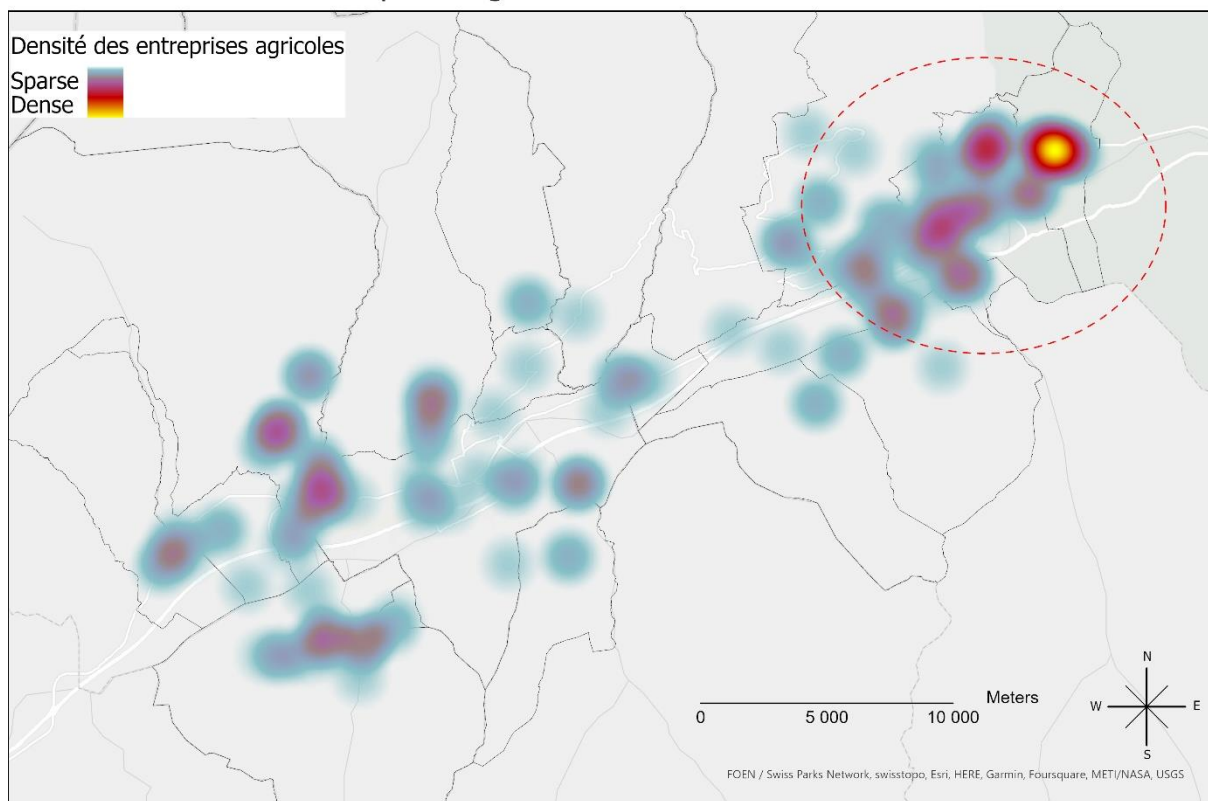 Densité des entreprises agricoles
Sparse
Dense
N
W E
S
Meters
0 5 000 10 000
FOEN / Swiss Parks Network, swisstopo, Esri, HERE, Garmin, Foursquare, METI/NASA, USGS